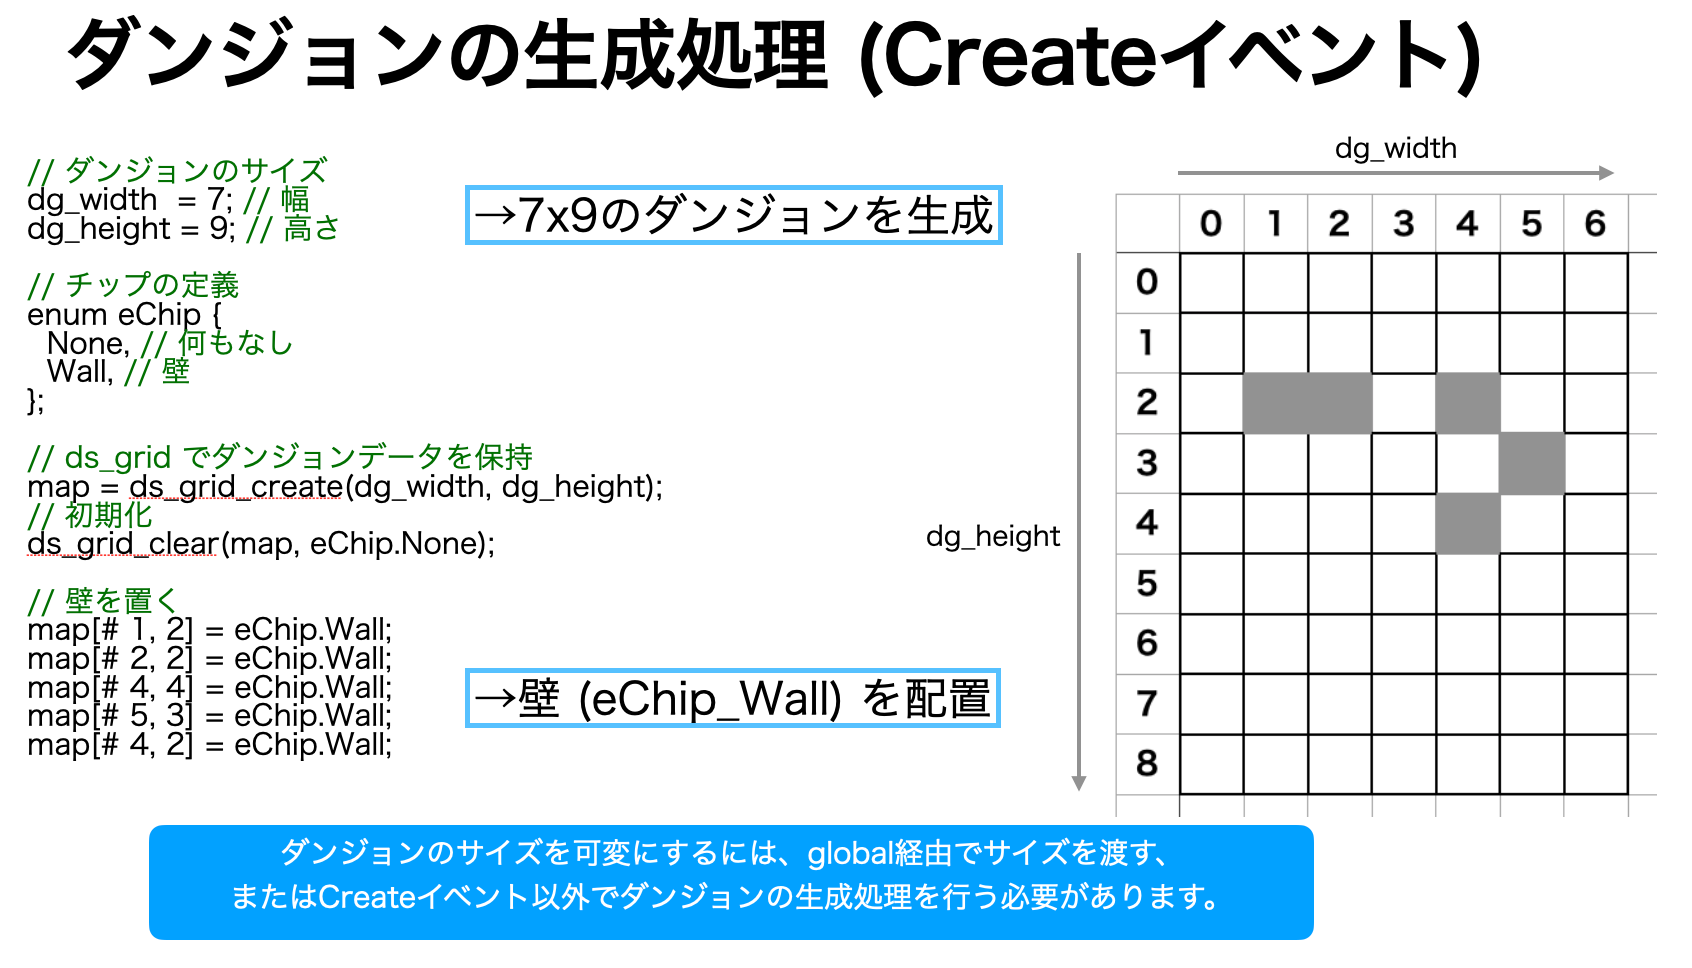 ダンジョンの生成処理 (Createイベント)
// ダンジョンのサイズ
dg_width  = 7; // 幅
dg_height = 9; // 高さ
→7x9のダンジョンを生成
// チップの定義
enum eChip {
  None, // 何もなし
  Wall, // 壁
};
// ds_grid でダンジョンデータを保持
map = ds_grid_create(dg_width, dg_height);
// 初期化
ds_grid_clear(map, eChip.None);
// 壁を置く
map[# 1, 2] = eChip.Wall;
map[# 2, 2] = eChip.Wall;
map[# 4, 4] = eChip.Wall;
map[# 5, 3] = eChip.Wall;
map[# 4, 2] = eChip.Wall;
→壁 (eChip_Wall) を配置
dg_width
0 1 2 3 4 5 6
dg_height
0
1
2
3
4
5
6
7
8
ダンジョンのサイズを可変にするには、global経由でサイズを渡す、
またはCreateイベント以外でダンジョンの生成処理を行う必要があります。